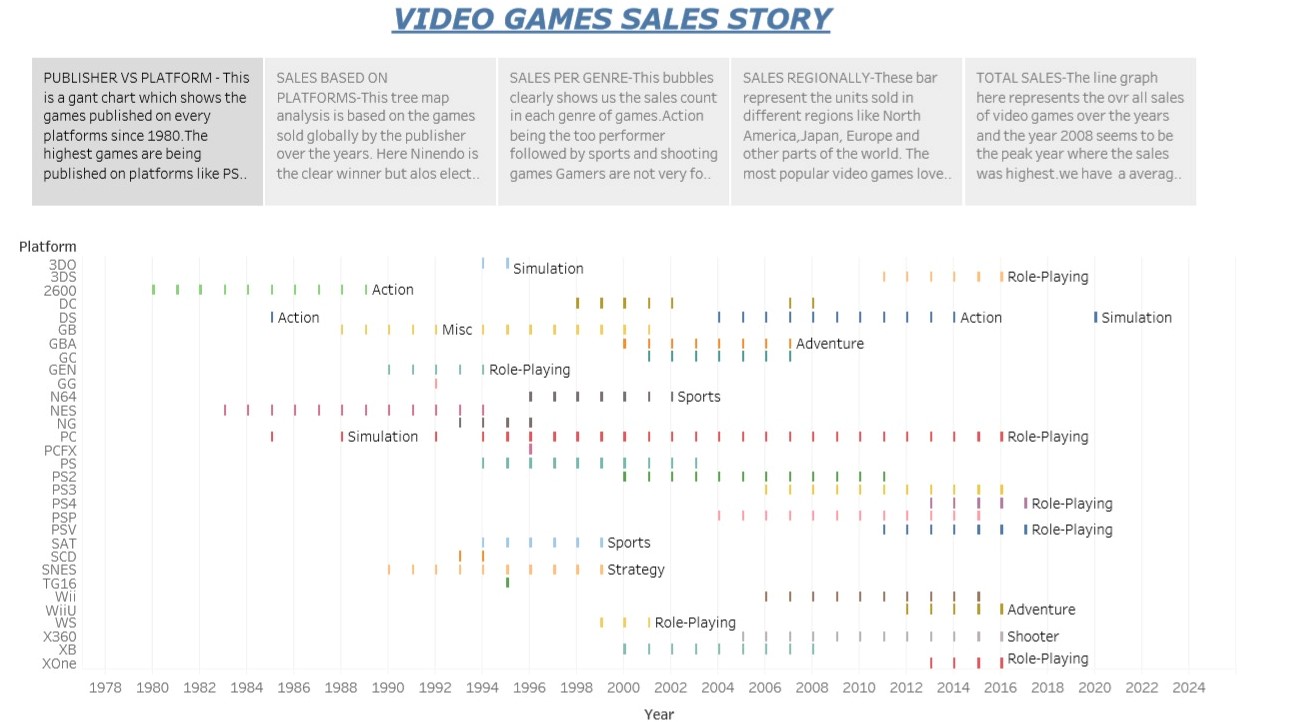 VIDEO GAMES SALES STORY
PUBLISHER VS PLATFORM - This
is a gant chart which shows the
games published on every
platforms since 1980.The
highest games are being
published on platforms like PS..
SALES BASED ON
PLATFORMS-This tree map
analysis is based on the games
sold globally by the publisher
over the years. Here Ninendo is
the clear winner but alos elect..
SALES PER GENRE-This bubbles
clearly shows us the sales count
in each genre of games.Action
being the too performer
followed by sports and shooting
games Gamers are not very fo..
SALES REGIONALLY-These bar
represent the units sold in
different regions like North
America,Japan, Europe and
other parts of the world. The
most popular video games love..
TOTAL SALES-The line graph
here represents the ovr all sales
of video games over the years
and the year 2008 seems to be
the peak year where the sales
was highest.we have a averag..
Platform
3DO Simulation
3DS Role-Playing
2600 Action
DC
DS Action Action Simulation
GB Misc
GBA Adventure
GC
GEN Role-Playing
GG
N64 Sports
NES
NG
PC Simulation Role-Playing
PCFX
PS
PS2
PS3
PS4 Role-Playing
PSP
PSV Role-Playing
SAT Sports
SCD
SNES Strategy
TG16
Wii
WiiU Adventure
WS Role-Playing
X360 Shooter
XB
XOne Role-Playing
1978 1980 1982 1984 1986 1988 1990 1992 1994 1996 1998 2000 2002 2004 2006 2008 2010 2012 2014 2016 2018 2020 2022 2024
Year